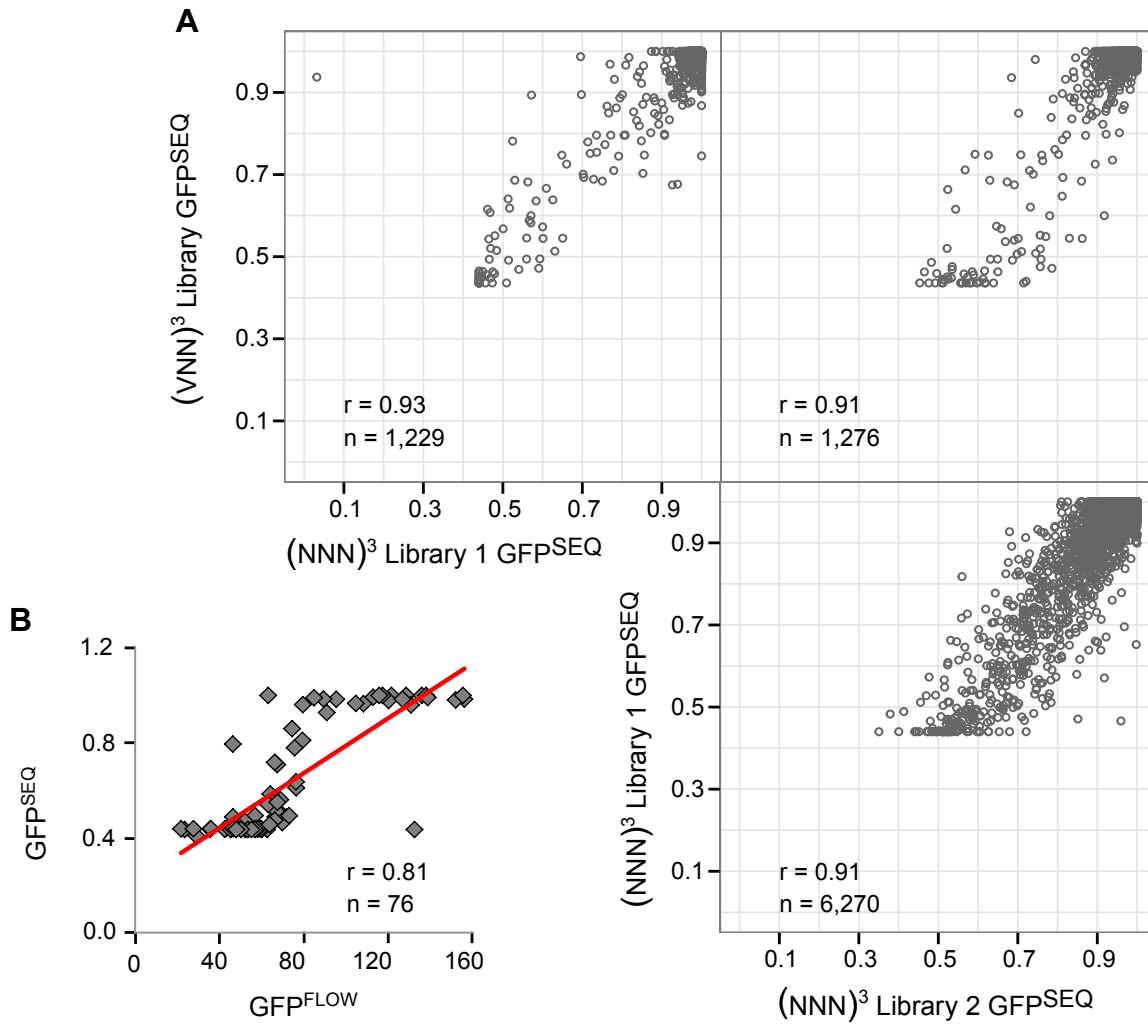 A
(VNN)³ Library GFP^SEQ
0.9
0.7
0.5
0.3
0.1
r = 0.93
n = 1,229
r = 0.91
n = 1,276
0.1 0.3 0.5 0.7 0.9
(NNN)³ Library 1 GFP^SEQ
(NNN)³ Library 1 GFP^SEQ
0.9
0.7
0.5
0.3
0.1
r = 0.91
n = 6,270
0.1 0.3 0.5 0.7 0.9
(NNN)³ Library 2 GFP^SEQ
B
GFP^SEQ
1.2
0.8
0.4
0.0
r = 0.81
n = 76
0 40 80 120 160
GFP^FLOW